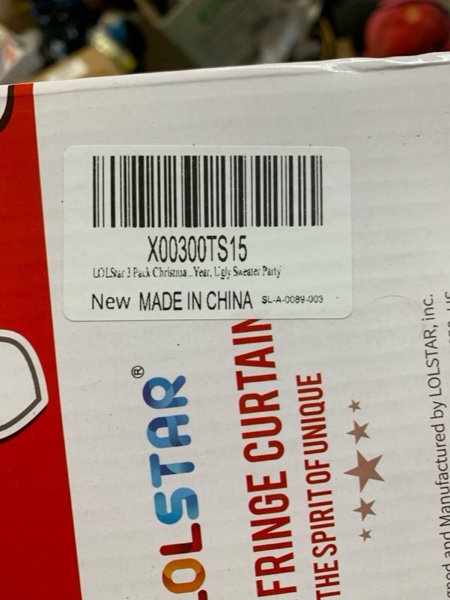 X00300TS15
LOLStar 3 Pack Christma...Year, Ugly Sweater Party
New MADE IN CHINA SL-A-0089-003
LOLSTAR®
FRINGE CURTAIN
THE SPIRIT OF UNIQUE
and Manufactured by LOLSTAR, inc.